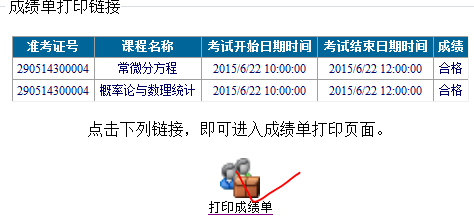 成绩单打印链接
准考证号 课程名称 考试开始日期时间 考试结束日期时间 成绩
290514300004 常微分方程 2015/6/22 10:00:00 2015/6/22 12:00:00 合格
290514300004 概率论与数理统计 2015/6/22 10:00:00 2015/6/22 12:00:00 合格
点击下列链接，即可进入成绩单打印页面。
打印成绩单